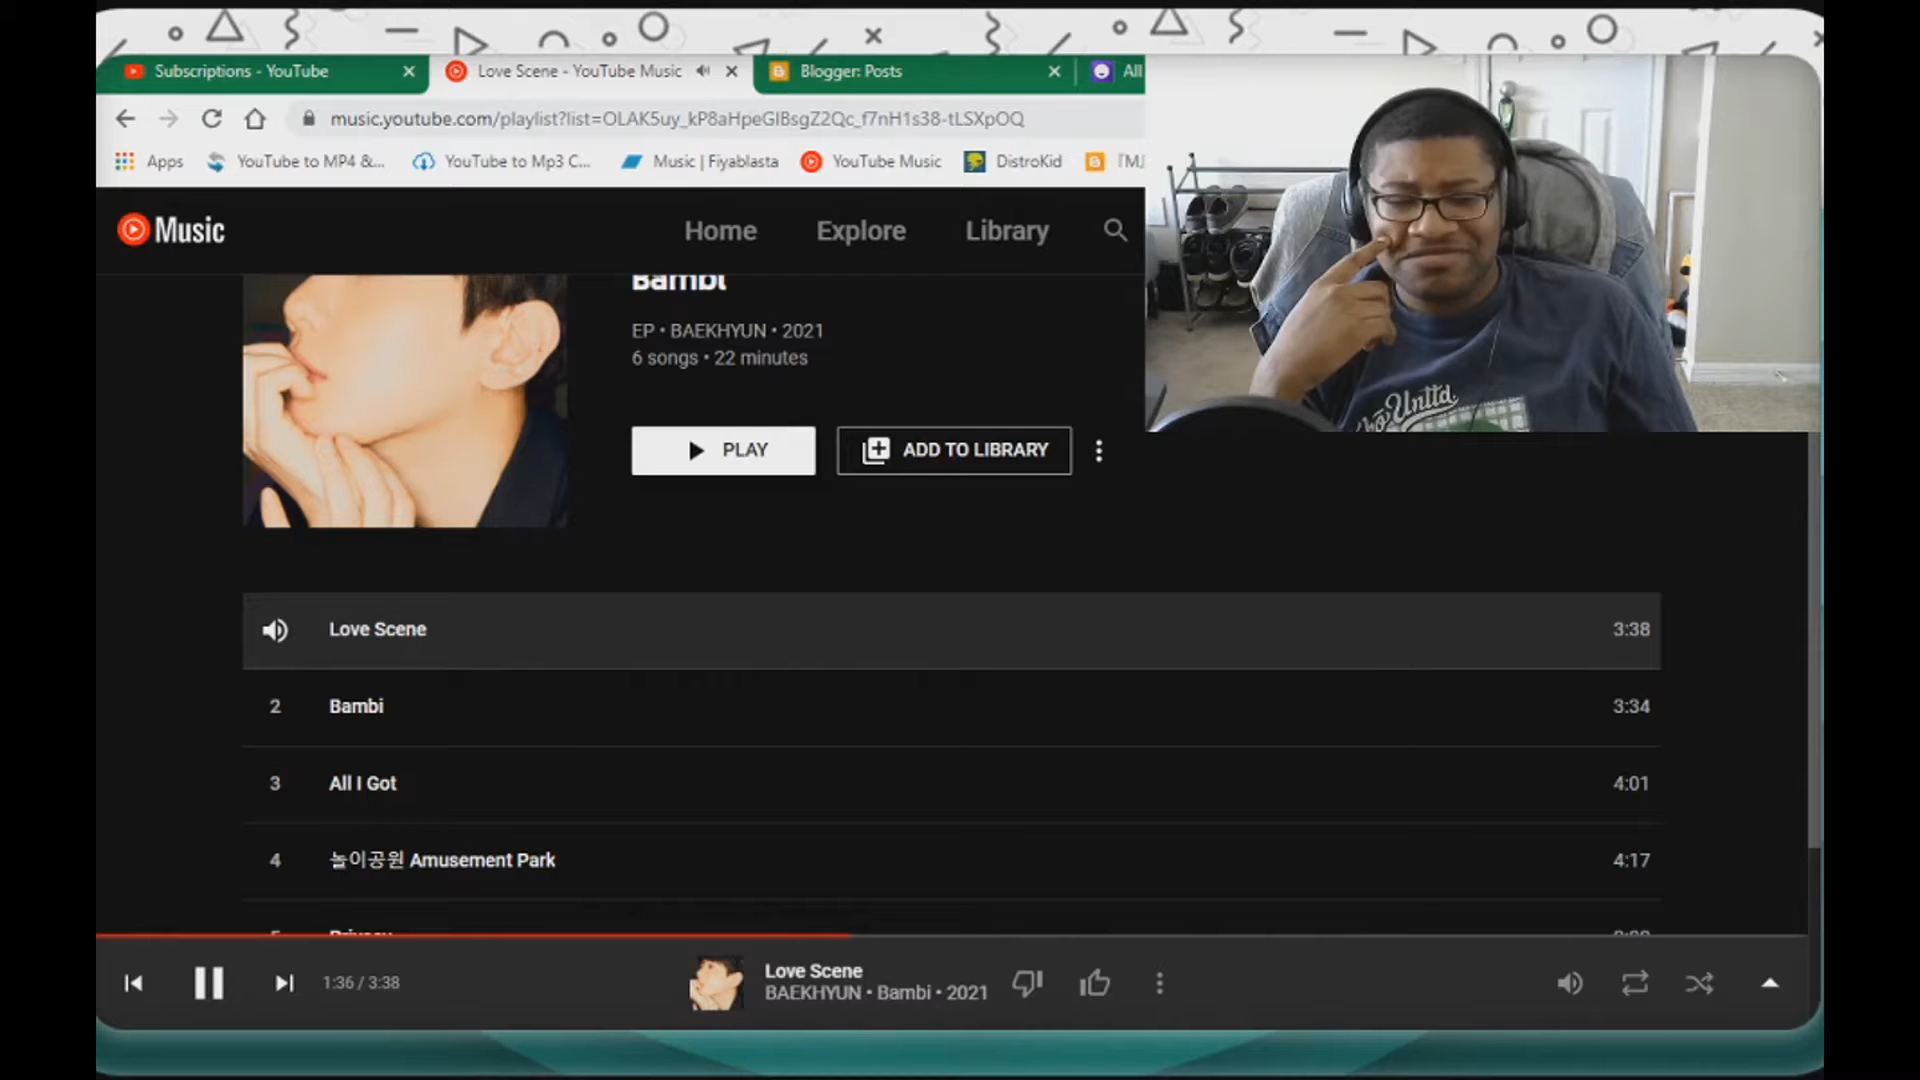 Subscriptions - YouTube
Love Scene - YouTube Music
Blogger: Posts
All
music.youtube.com/playlist?list=OLAK5uy_kP8aHpeGIBsgZ2Qc_f7nH1s38-tLSXpOQ
Apps
YouTube to MP4 &...
YouTube to Mp3 C...
Music | Fiyablasta
YouTube Music
DistroKid
Music
Home
Explore
Library
Bambi
EP • BAEKHYUN • 2021
6 songs • 22 minutes
PLAY
ADD TO LIBRARY
Unltd.
Love Scene 3:38
2 Bambi 3:34
3 All I Got 4:01
4 놀이공원 Amusement Park 4:17
1:36 / 3:38
Love Scene
BAEKHYUN • Bambi • 2021